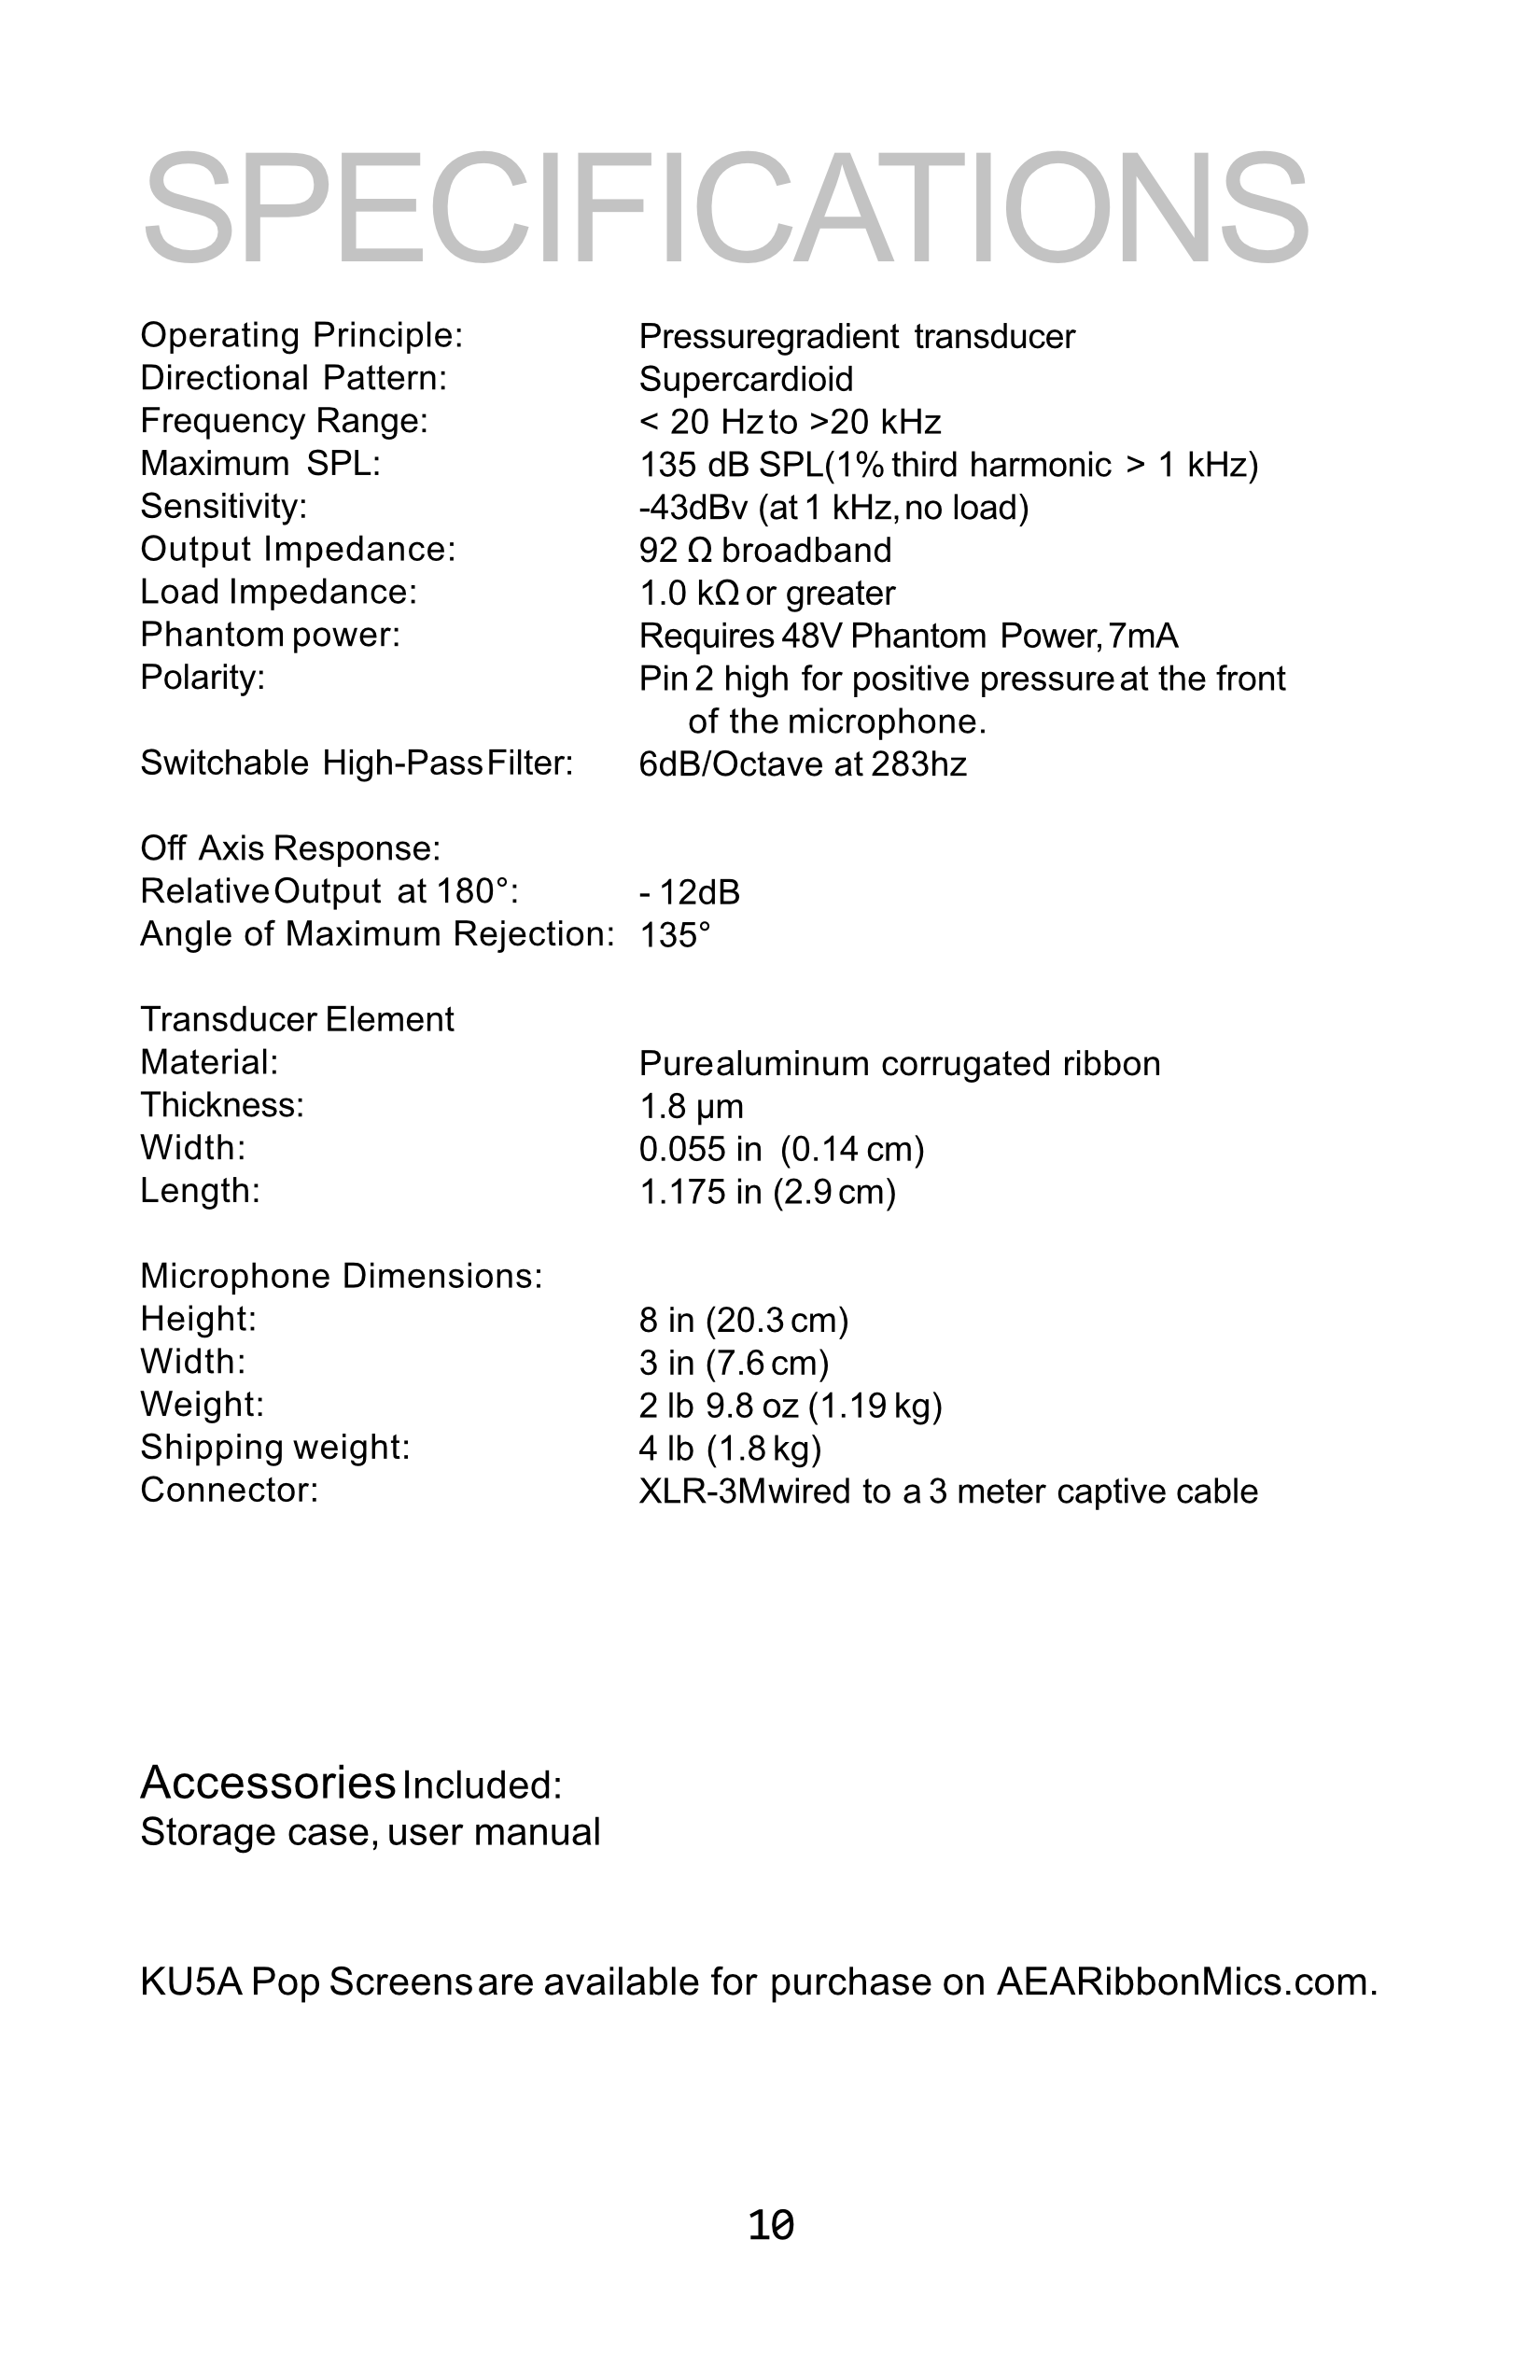 SPECIFICATIONS
Operating Principle: Pressuregradient transducer
Directional Pattern: Supercardioid
Frequency Range: < 20 Hz to >20 kHz
Maximum SPL: 135 dB SPL(1% third harmonic > 1 kHz)
Sensitivity: -43dBv (at 1 kHz, no load)
Output Impedance: 92 Ω broadband
Load Impedance: 1.0 kΩ or greater
Phantom power: Requires 48V Phantom Power, 7mA
Polarity: Pin 2 high for positive pressure at the front
of the microphone.
Switchable High-Pass Filter: 6dB/Octave at 283hz
Off Axis Response:
Relative Output at 180°: - 12dB
Angle of Maximum Rejection: 135°
Transducer Element
Material: Pure aluminum corrugated ribbon
Thickness: 1.8 µm
Width: 0.055 in (0.14 cm)
Length: 1.175 in (2.9 cm)
Microphone Dimensions:
Height: 8 in (20.3 cm)
Width: 3 in (7.6 cm)
Weight: 2 lb 9.8 oz (1.19 kg)
Shipping weight: 4 lb (1.8 kg)
Connector: XLR-3M wired to a 3 meter captive cable
Accessories Included:
Storage case, user manual
KU5A Pop Screens are available for purchase on AEARibbonMics.com.
10